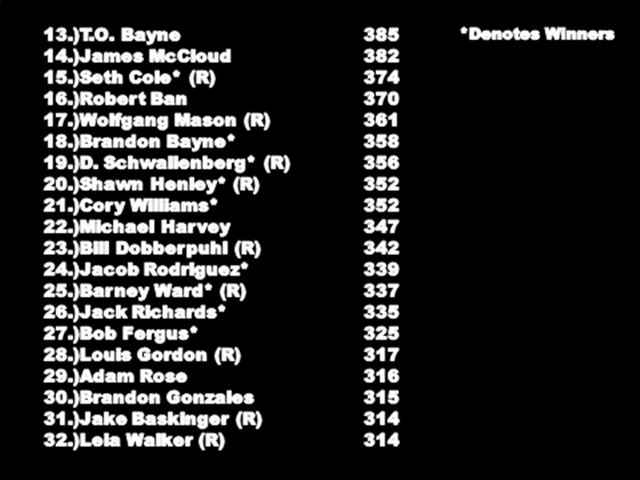 13.)T.O. Bayne 385 *Denotes Winners
14.)James McCloud 382
15.)Seth Cole* (R) 374
16.)Robert Ban 370
17.)Wolfgang Mason (R) 361
18.)Brandon Bayne* 358
19.)D. Schwallenberg* (R) 356
20.)Shawn Henley* (R) 352
21.)Cory Williams* 352
22.)Michael Harvey 347
23.)Bill Dobberpuhl (R) 342
24.)Jacob Rodriguez* 339
25.)Barney Ward* (R) 337
26.)Jack Richards* 335
27.)Bob Fergus* 325
28.)Louis Gordon (R) 317
29.)Adam Rose 316
30.)Brandon Gonzales 315
31.)Jake Baskinger (R) 314
32.)Lela Walker (R) 314